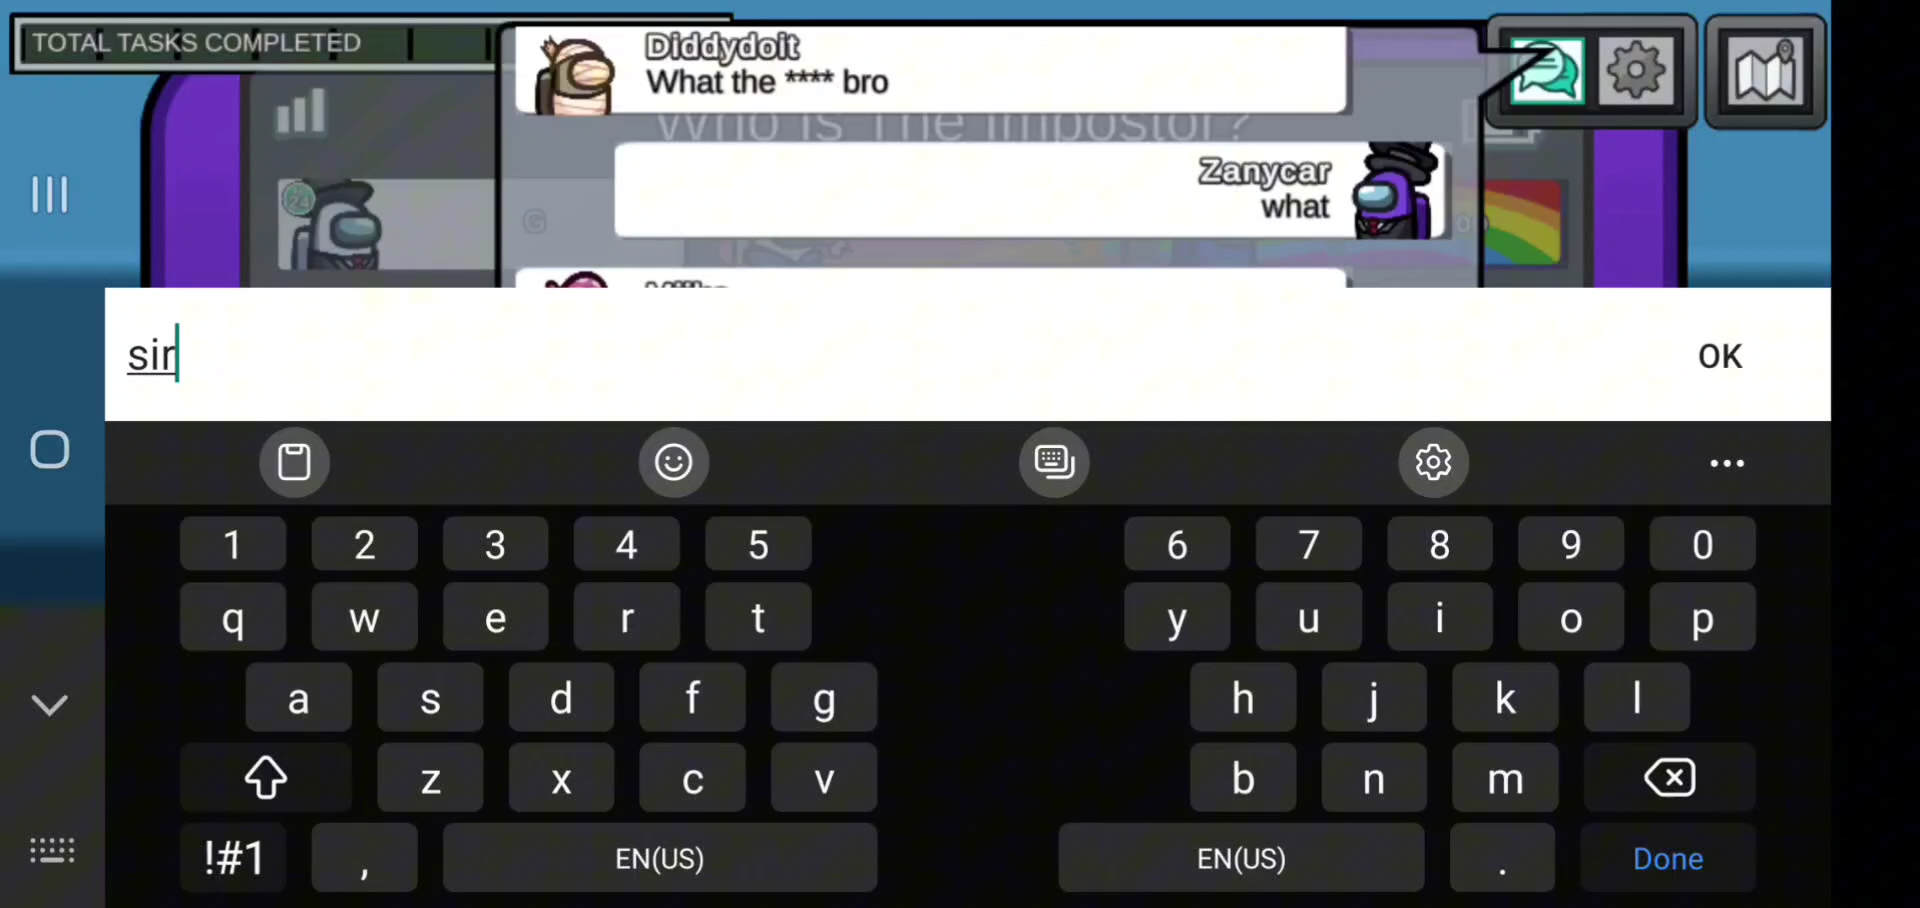 TOTAL TASKS COMPLETED
Diddydoit
What the **** bro
Who Is The Impostor?
Zanycar
what
sir
OK
1 2 3 4 5 6 7 8 9 0
q w e r t y u i o p
a s d f g h j k l
z x c v b n m
!#1 , EN(US) EN(US) . Done